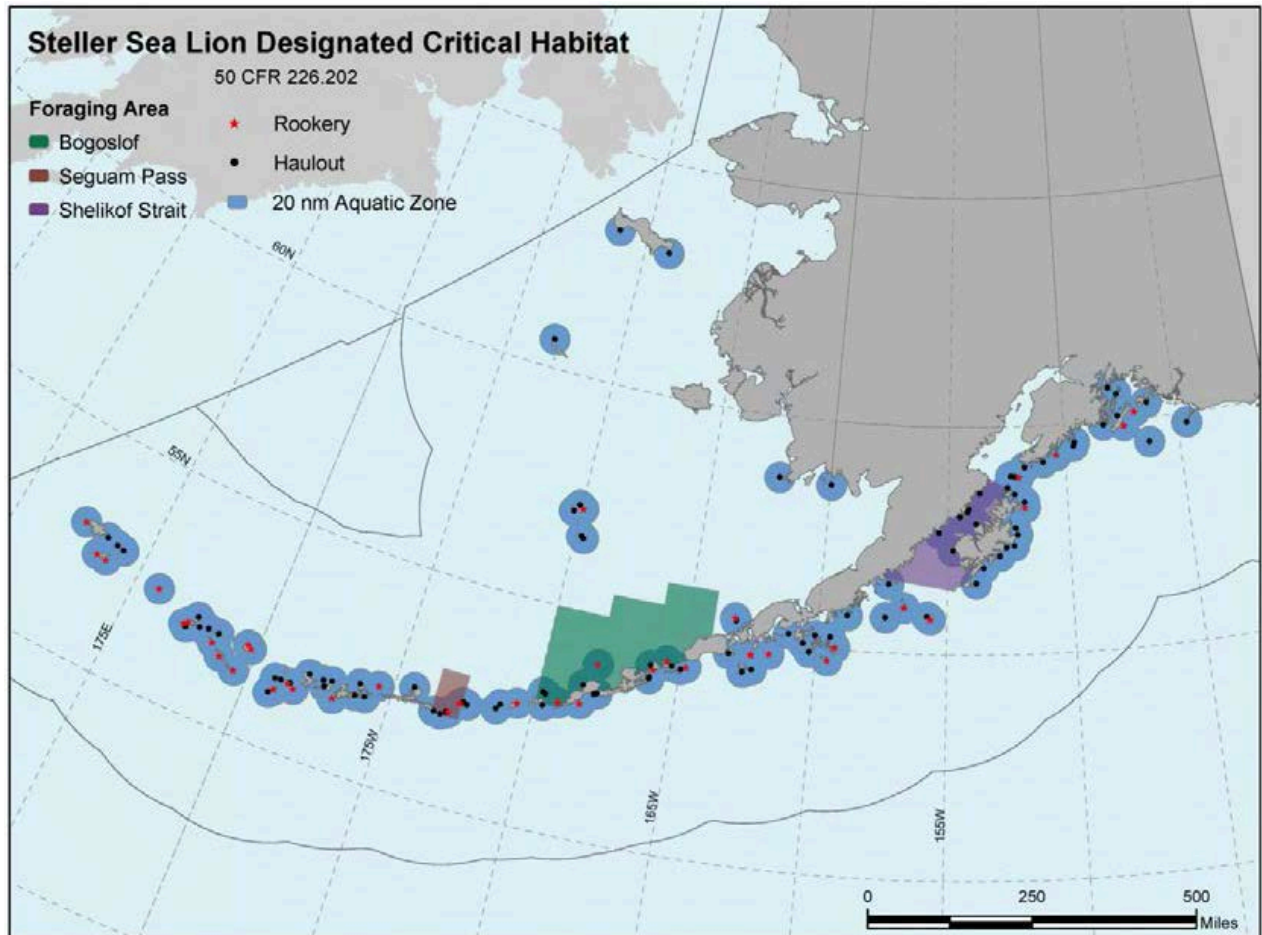 Steller Sea Lion Designated Critical Habitat
50 CFR 226.202
Foraging Area
Bogoslof
Seguam Pass
Shelikof Strait
Rookery
Haulout
20 nm Aquatic Zone
60N
55N
175E
175W
165W
155W
0 250 500
Miles